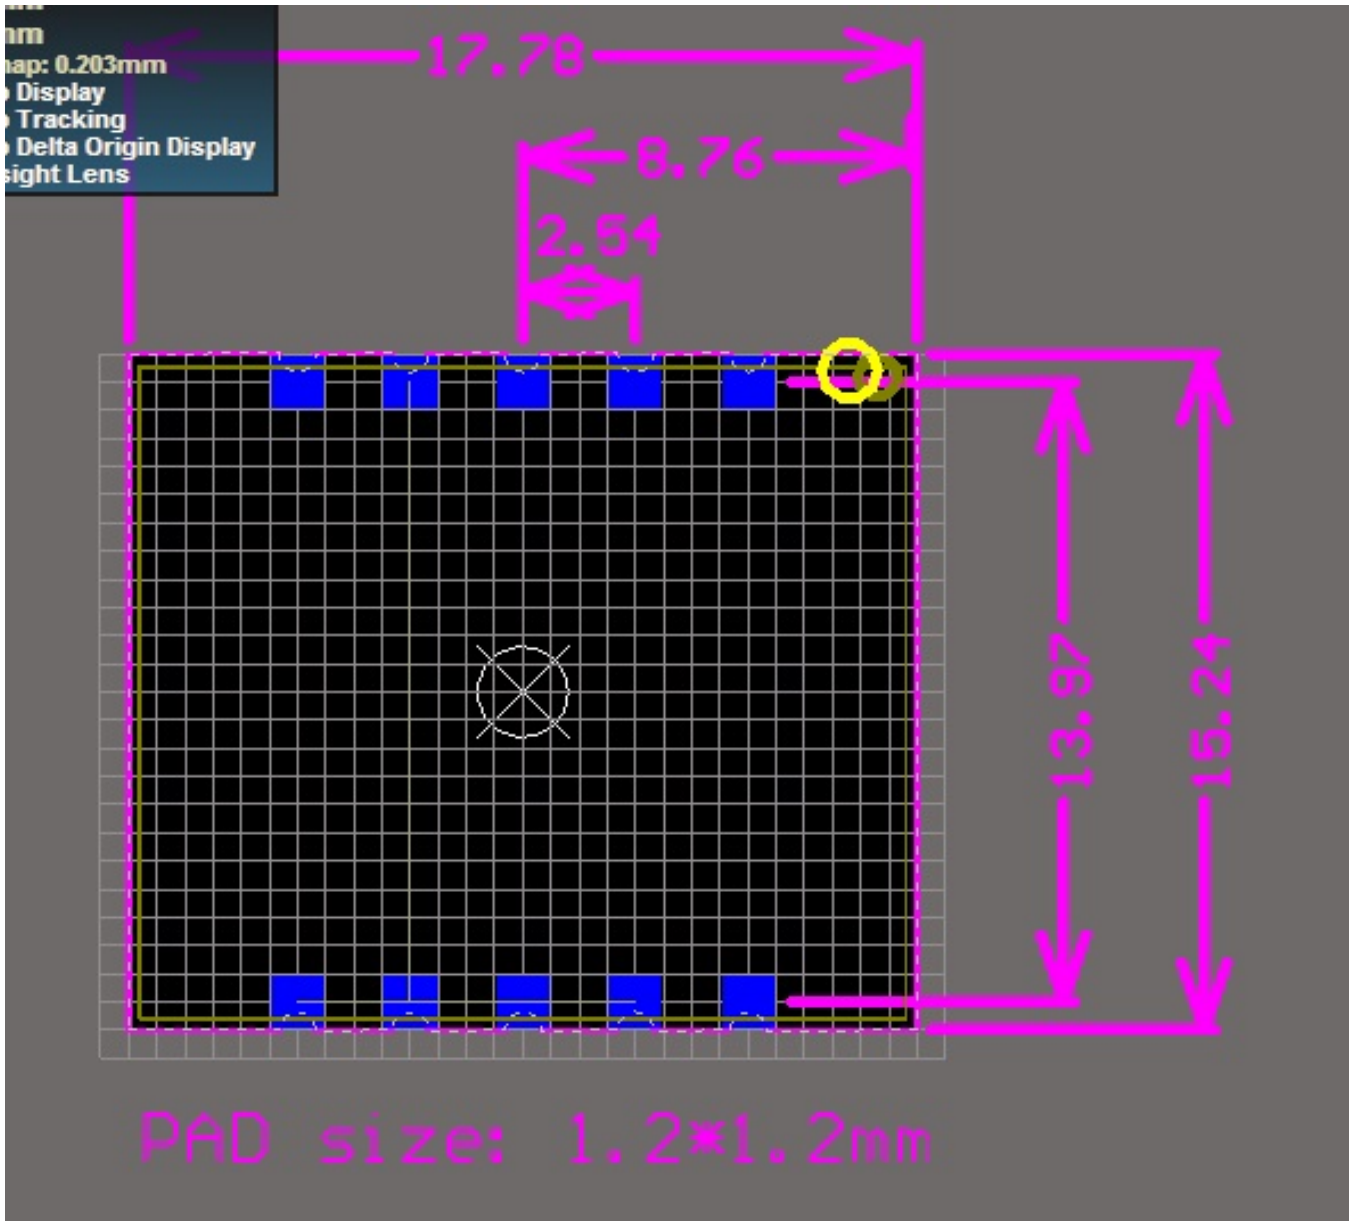 nm
nap: 0.203mm
Display
Tracking
Delta Origin Display
sight Lens
17.78
8.76
2.54
13.97
15.24
PAD size: 1.2*1.2mm